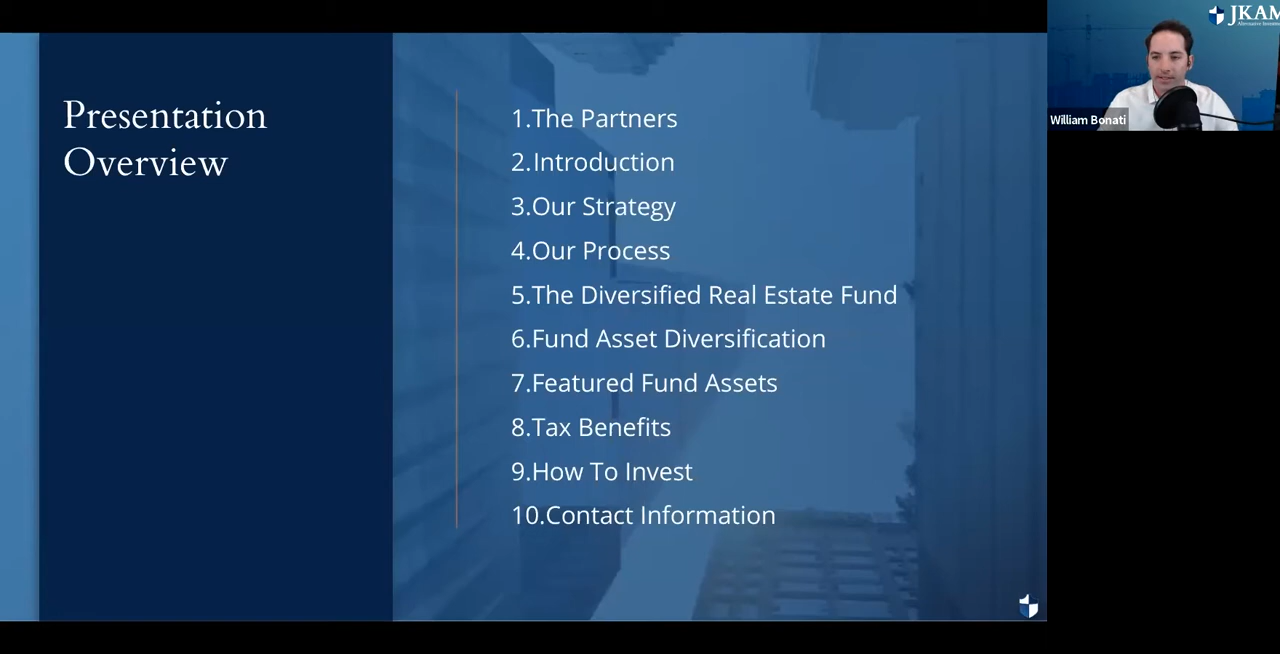 Presentation
Overview
1.The Partners
2.Introduction
3.Our Strategy
4.Our Process
5.The Diversified Real Estate Fund
6.Fund Asset Diversification
7.Featured Fund Assets
8.Tax Benefits
9.How To Invest
10.Contact Information
JKAM
William Bonati